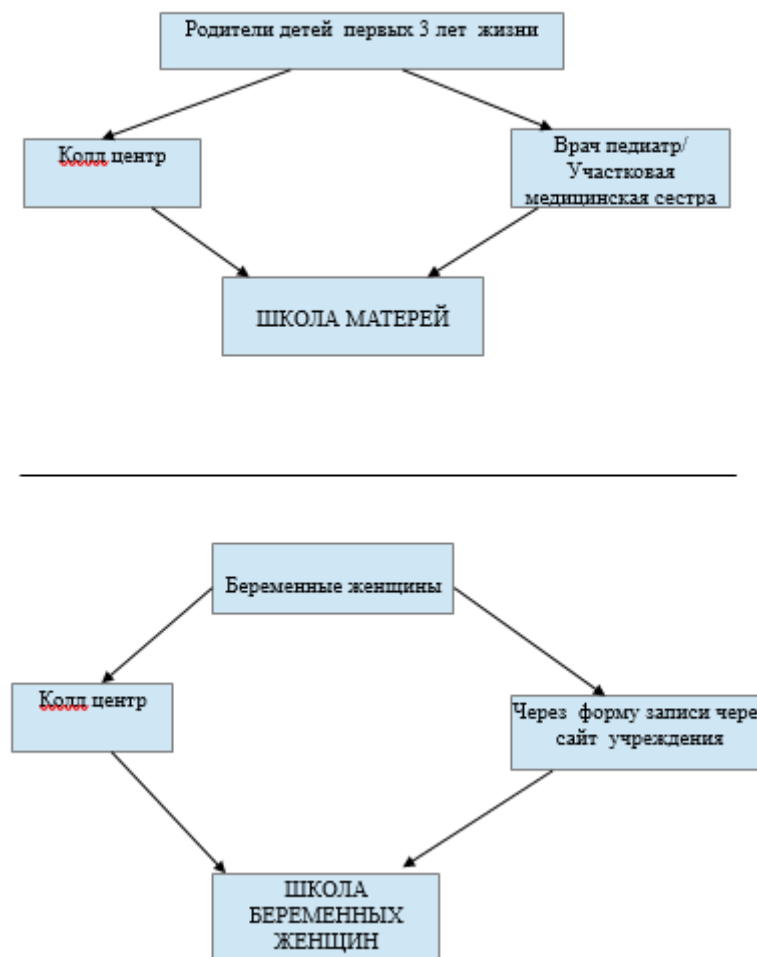 Родители детей первых 3 лет жизни
Колл центр
Врач педиатр/
Участковая
медицинская сестра
ШКОЛА МАТЕРЕЙ
Беременные женщины
Колл центр
Через форму записи чере
сайт учреждения
ШКОЛА
БЕРЕМЕННЫХ
ЖЕНЩИН